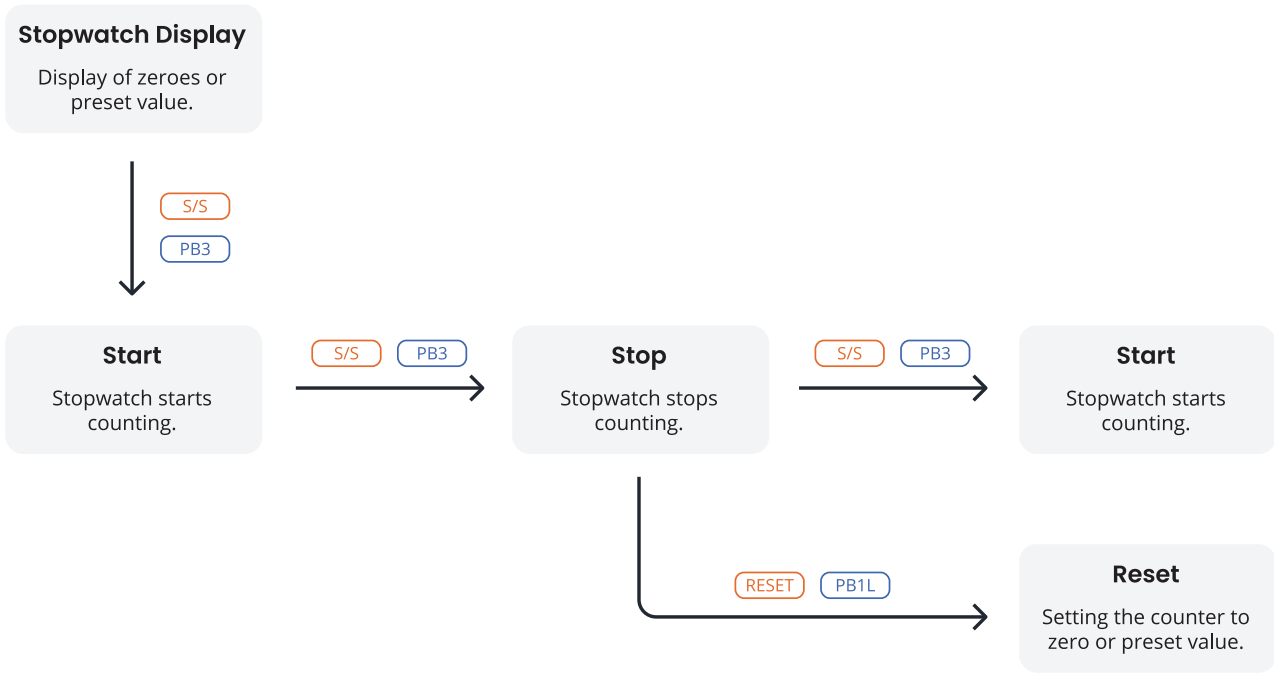 Stopwatch Display
Display of zeroes or
preset value.
S/S
PB3
Start
Stopwatch starts
counting.
S/S
PB3
Stop
Stopwatch stops
counting.
S/S
PB3
Start
Stopwatch starts
counting.
RESET
PB1L
Reset
Setting the counter to
zero or preset value.